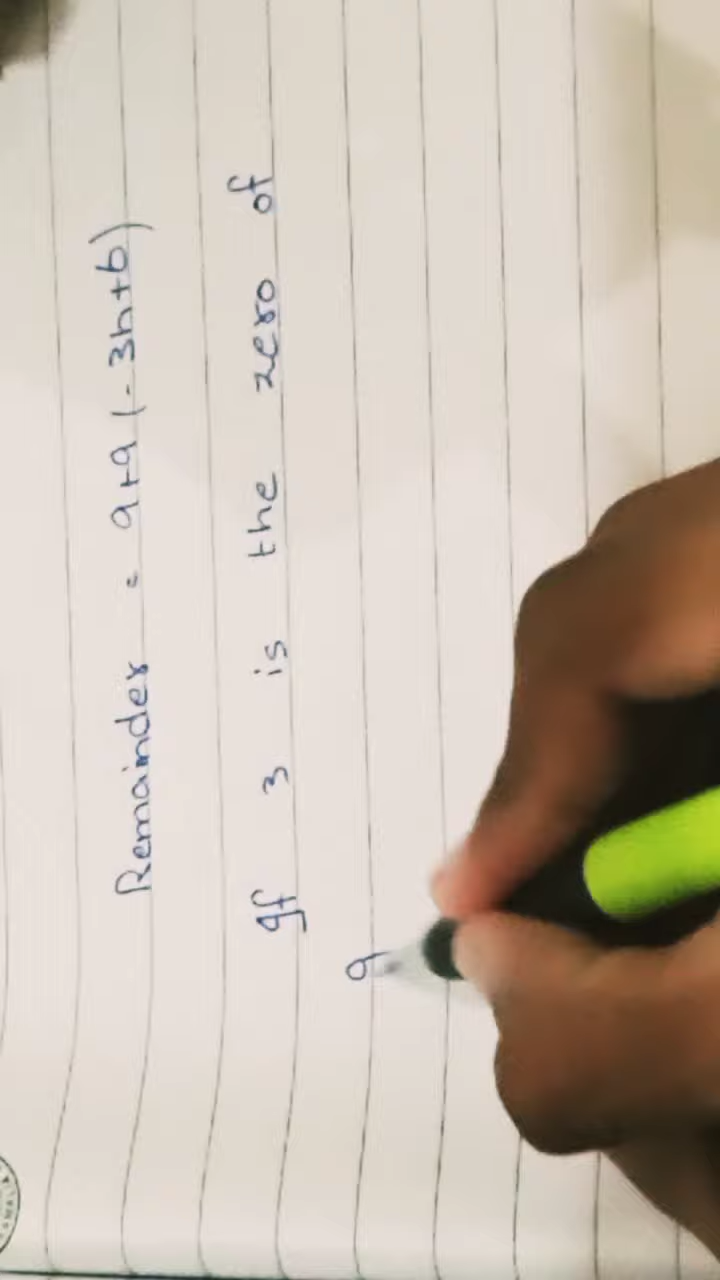 Remainder = 9+9(-3h+6)
If 3 is the zero of
9